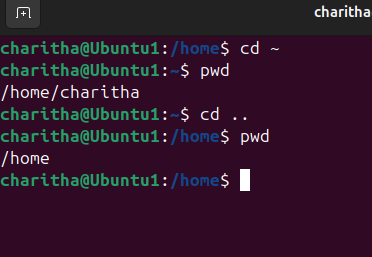 charitha
charitha@Ubuntu1:/home$ cd ~
charitha@Ubuntu1:~$ pwd
/home/charitha
charitha@Ubuntu1:~$ cd ..
charitha@Ubuntu1:/home$ pwd
/home
charitha@Ubuntu1:/home$